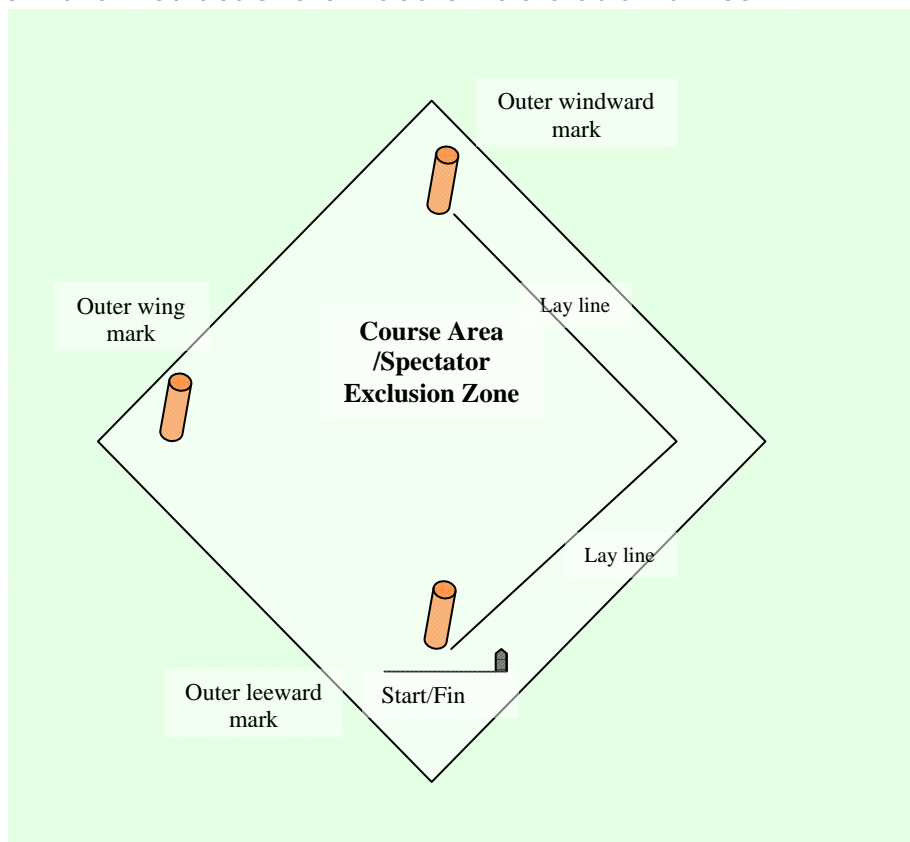 Outer windward
mark
Lay line
Outer wing
mark
Course Area
/Spectator
Exclusion Zone
Lay line
Outer leeward
mark
Start/Fin